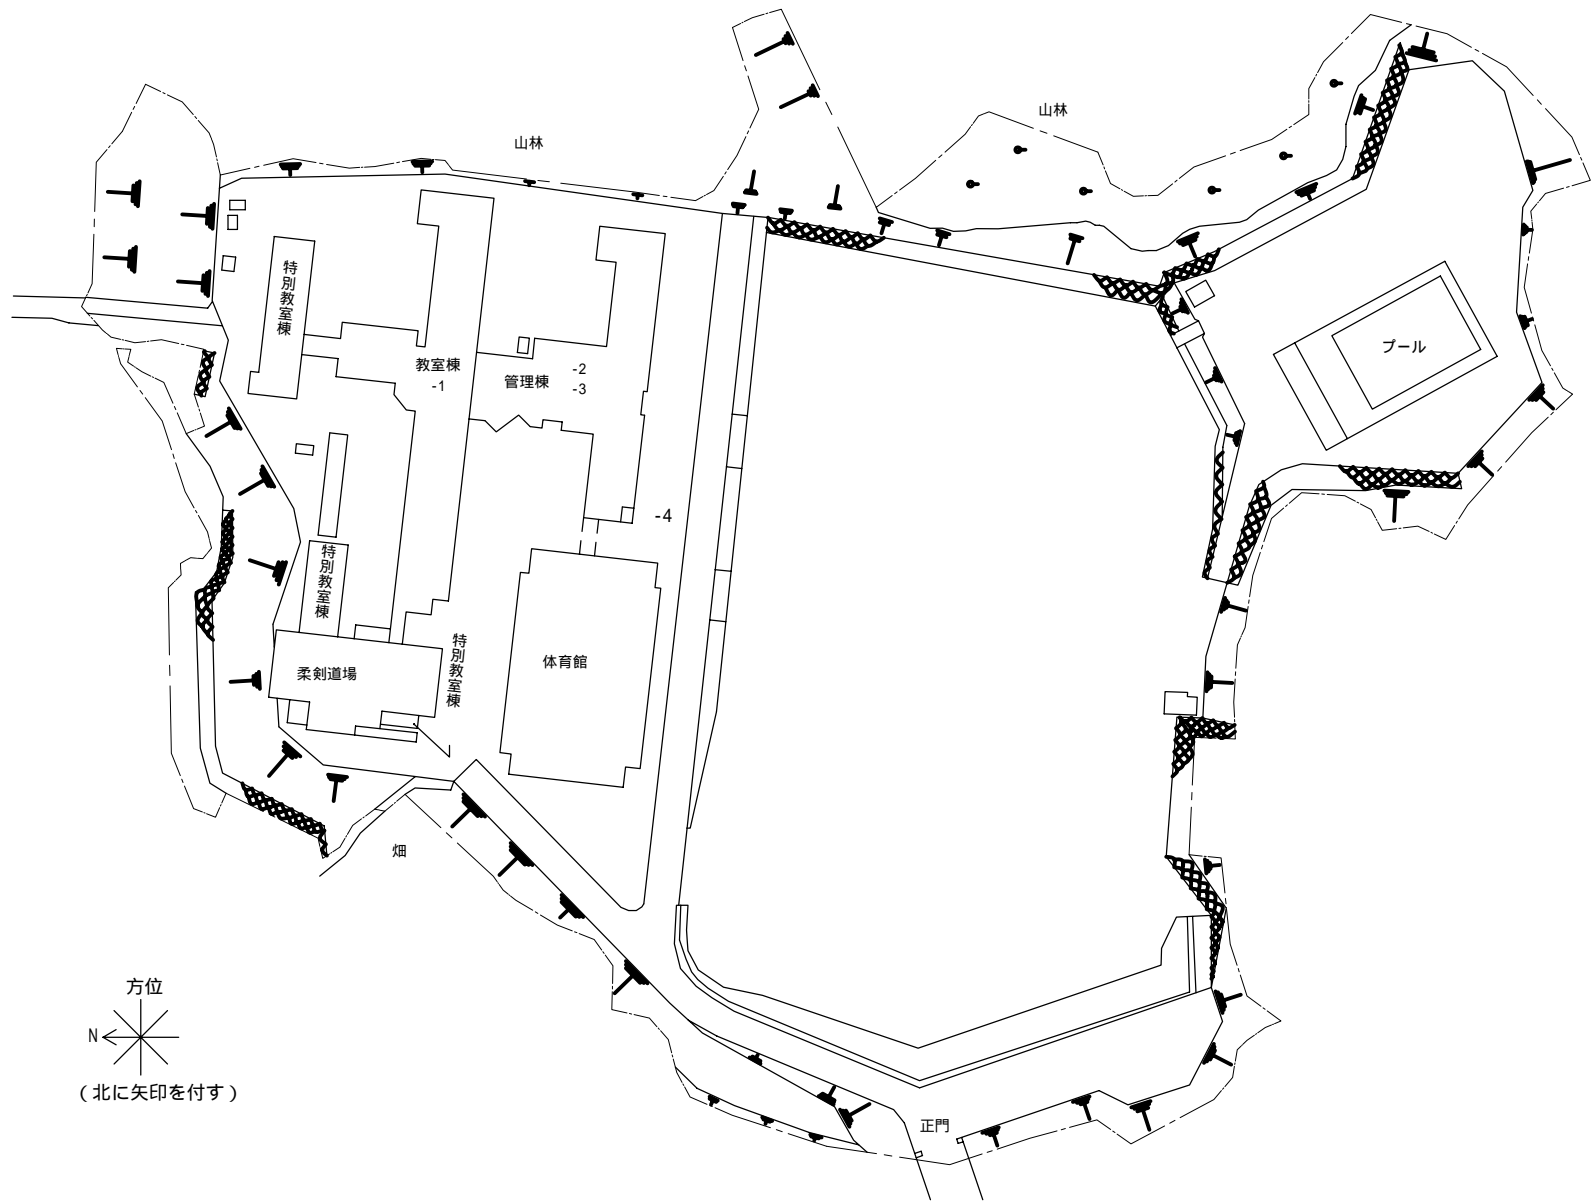 山林
山林
特別教室棟
教室棟
-1
管理棟
-2
-3
プール
-4
特別教室棟
特別教室棟
柔剣道場
体育館
畑
方位
N
(北に矢印を付す)
正門